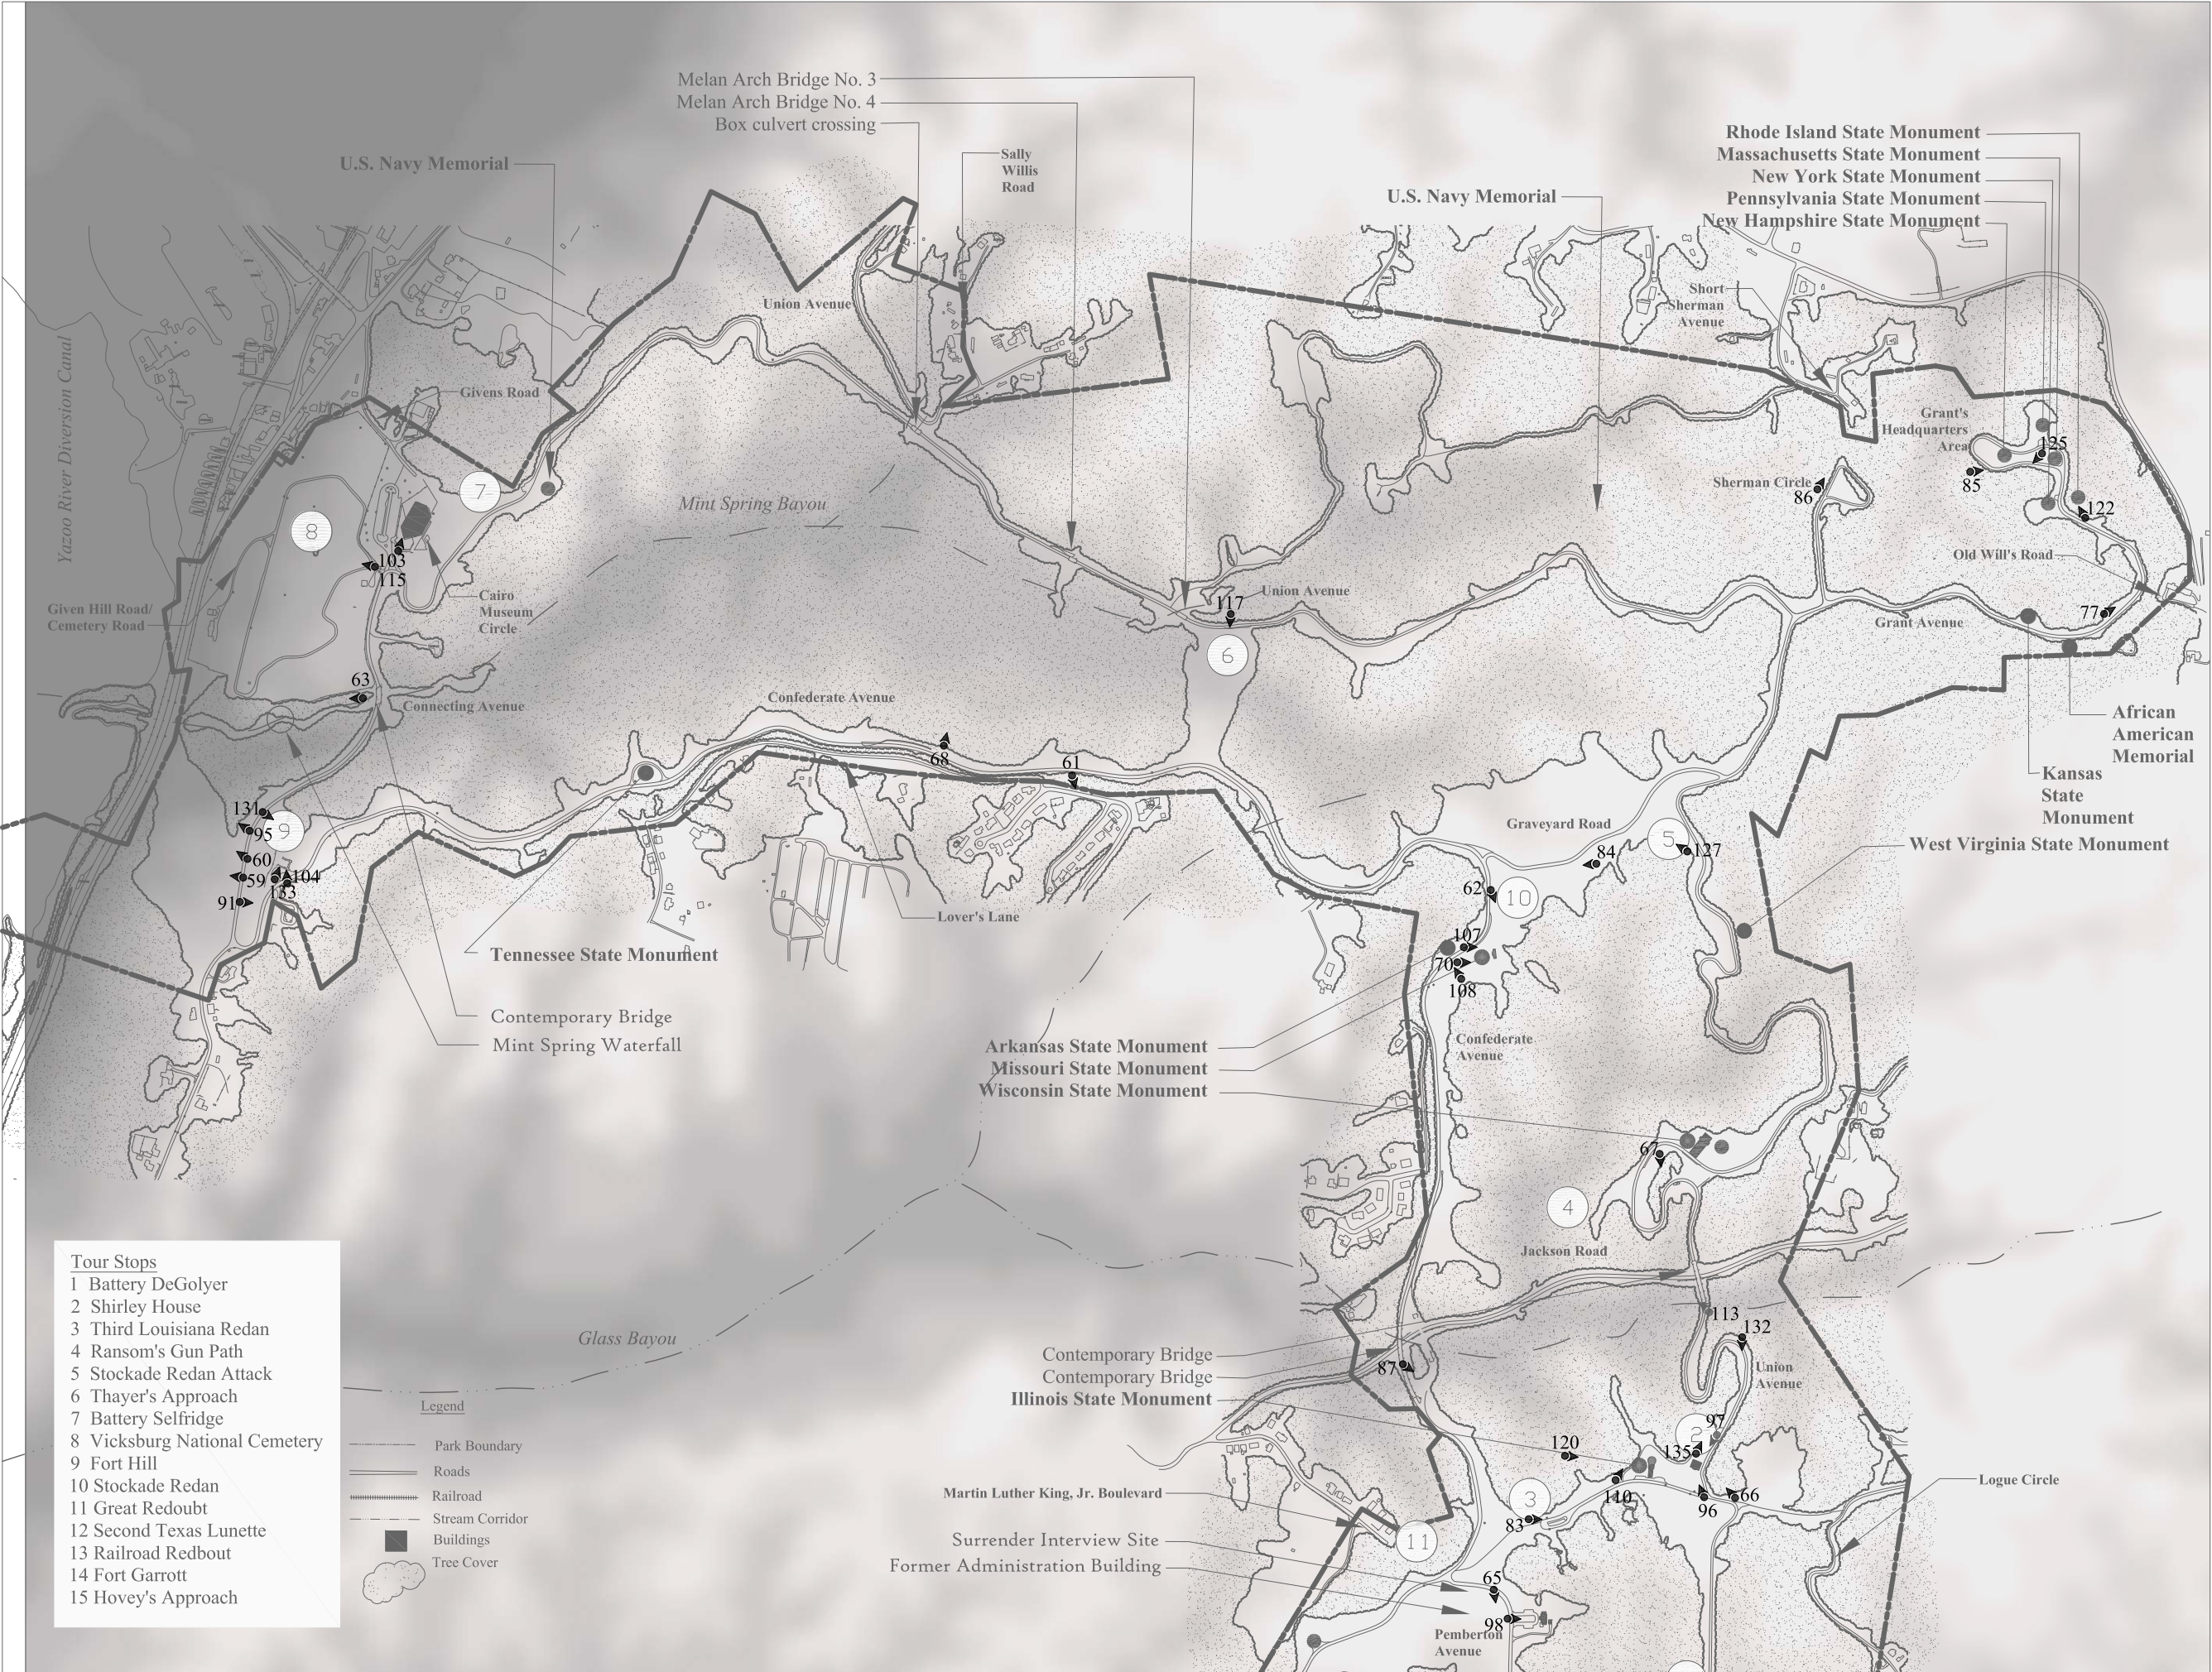 Melan Arch Bridge No. 3
Melan Arch Bridge No. 4
Box culvert crossing
U.S. Navy Memorial
Sally
Willis
Road
U.S. Navy Memorial
Rhode Island State Monument
Massachusetts State Monument
New York State Monument
Pennsylvania State Monument
New Hampshire State Monument
Union Avenue
Short
Sherman
Avenue
Yazoo River Diversion Canal
Givens Road
Grant's
Headquarters
Area
125
85
Sherman Circle
86
122
7
8
Mint Spring Bayou
103
115
Old Will's Road
Given Hill Road/
Cemetery Road
Cairo
Museum
Circle
117
Union Avenue
6
Grant Avenue
77
63
Connecting Avenue
Confederate Avenue
68
61
African
American
Memorial
Kansas
State
Monument
131
95
9
60
59
91
104
133
Graveyard Road
84
5
127
West Virginia State Monument
62
10
Lover's Lane
Tennessee State Monument
107
70
108
Contemporary Bridge
Mint Spring Waterfall
Arkansas State Monument
Missouri State Monument
Wisconsin State Monument
Confederate
Avenue
67
4
Jackson Road
113
132
Glass Bayou
Contemporary Bridge
Contemporary Bridge
Illinois State Monument
87
Union
Avenue
97
2
135
120
110
96
66
Logue Circle
Martin Luther King, Jr. Boulevard
3
83
11
Surrender Interview Site
Former Administration Building
65
98
Pemberton
Avenue
Tour Stops
1 Battery DeGolyer
2 Shirley House
3 Third Louisiana Redan
4 Ransom's Gun Path
5 Stockade Redan Attack
6 Thayer's Approach
7 Battery Selfridge
8 Vicksburg National Cemetery
9 Fort Hill
10 Stockade Redan
11 Great Redoubt
12 Second Texas Lunette
13 Railroad Redbout
14 Fort Garrott
15 Hovey's Approach
Legend
Park Boundary
Roads
Railroad
Stream Corridor
Buildings
Tree Cover